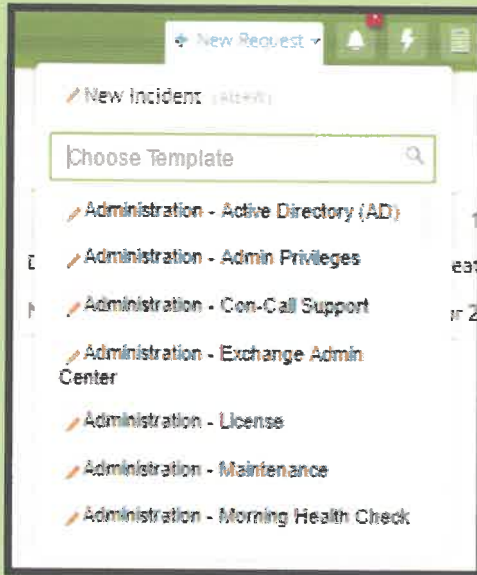 New Request
New Incident
Choose Template
Administration - Active Directory (AD)
Administration - Admin Privileges
Administration - Con-Call Support
Administration - Exchange Admin
Center
Administration - License
Administration - Maintenance
Administration - Morning Health Check